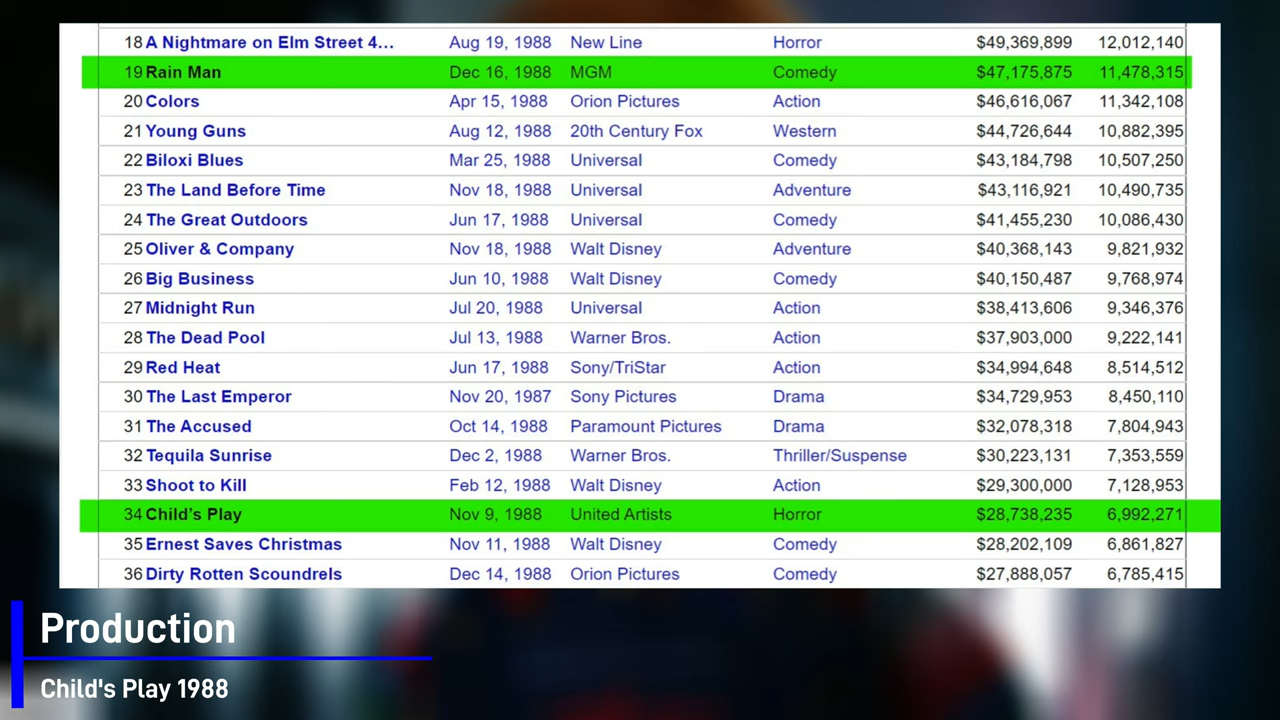 18 A Nightmare on Elm Street 4… Aug 19, 1988 New Line Horror $49,369,899 12,012,140
19 Rain Man Dec 16, 1988 MGM Comedy $47,175,875 11,478,315
20 Colors Apr 15, 1988 Orion Pictures Action $46,616,067 11,342,108
21 Young Guns Aug 12, 1988 20th Century Fox Western $44,726,644 10,882,395
22 Biloxi Blues Mar 25, 1988 Universal Comedy $43,184,798 10,507,250
23 The Land Before Time Nov 18, 1988 Universal Adventure $43,116,921 10,490,735
24 The Great Outdoors Jun 17, 1988 Universal Comedy $41,455,230 10,086,430
25 Oliver & Company Nov 18, 1988 Walt Disney Adventure $40,368,143 9,821,932
26 Big Business Jun 10, 1988 Walt Disney Comedy $40,150,487 9,768,974
27 Midnight Run Jul 20, 1988 Universal Action $38,413,606 9,346,376
28 The Dead Pool Jul 13, 1988 Warner Bros. Action $37,903,000 9,222,141
29 Red Heat Jun 17, 1988 Sony/TriStar Action $34,994,648 8,514,512
30 The Last Emperor Nov 20, 1987 Sony Pictures Drama $34,729,953 8,450,110
31 The Accused Oct 14, 1988 Paramount Pictures Drama $32,078,318 7,804,943
32 Tequila Sunrise Dec 2, 1988 Warner Bros. Thriller/Suspense $30,223,131 7,353,559
33 Shoot to Kill Feb 12, 1988 Walt Disney Action $29,300,000 7,128,953
34 Child's Play Nov 9, 1988 United Artists Horror $28,738,235 6,992,271
35 Ernest Saves Christmas Nov 11, 1988 Walt Disney Comedy $28,202,109 6,861,827
36 Dirty Rotten Scoundrels Dec 14, 1988 Orion Pictures Comedy $27,888,057 6,785,415
Production
Child's Play 1988